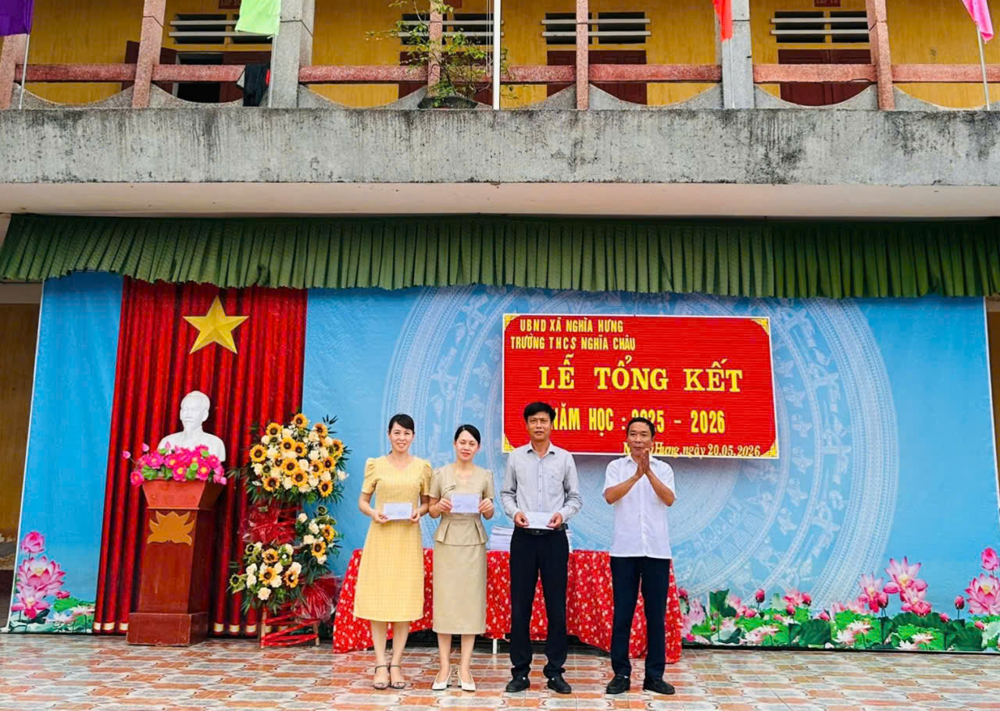 UBND XÃ NGHĨA HƯNG
TRƯỜNG THCS NGHĨA CHÂU
LỄ TỔNG KẾT
NĂM HỌC : 2025 - 2026
Hưng, ngày 20.05.2026